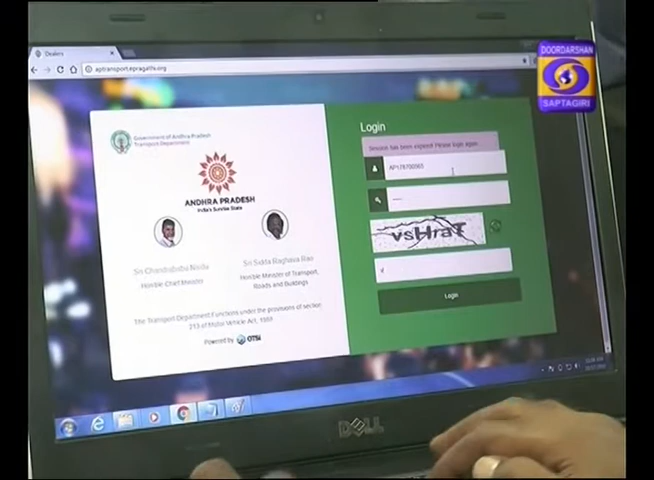 DOORDARSHAN
SAPTAGIRI
Dealers
aptransport.epragathi.org
Government of Andhra Pradesh
Transport Department
ANDHRA PRADESH
India's Sunrise State
Sri Chandrababu Naidu
Hon'ble Chief Minister
Sri Sidda Raghava Rao
Hon'ble Minister of Transport,
Roads and Buildings
The Transport Department Functions under the provisions of section
213 of Motor Vehicle Act, 1988
Powered by OTSI
Login
Session has been expired! Please login again
vsHraT
v
Login
DELL